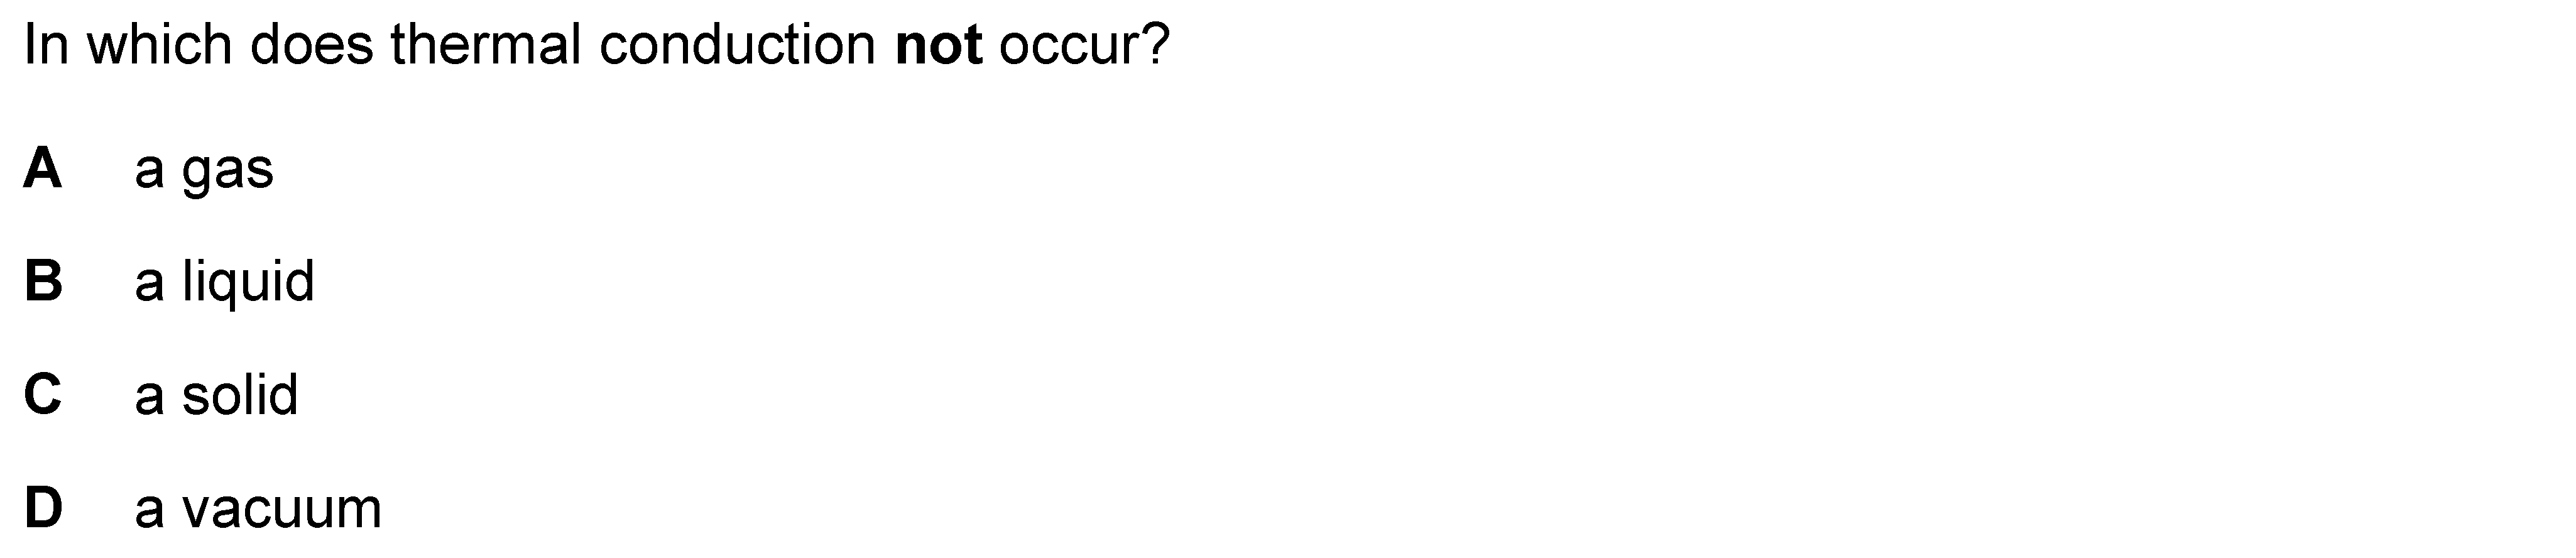 In which does thermal conduction not occur?
A a gas
B a liquid
C a solid
D a vacuum